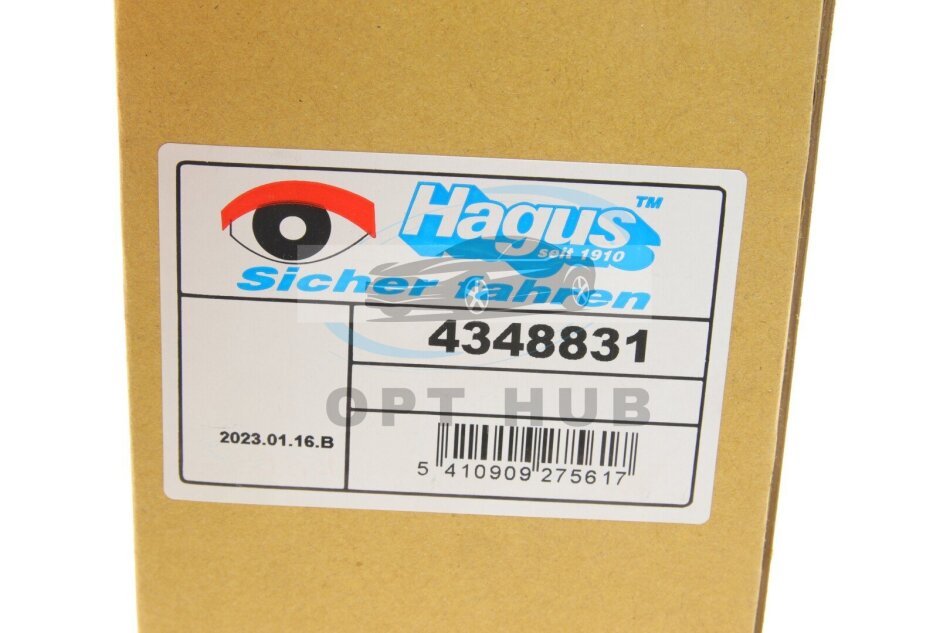 Hagus™
seit 1910
Sicher fahren
4348831
OPT HUB
2023.01.16.B
5 410909 275617